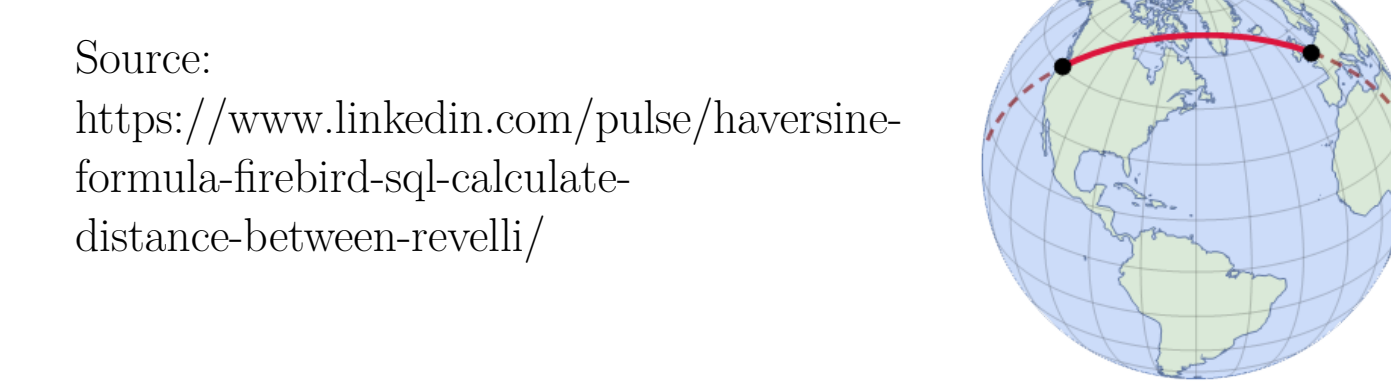 Source:
https://www.linkedin.com/pulse/haversine-
formula-firebird-sql-calculate-
distance-between-revelli/